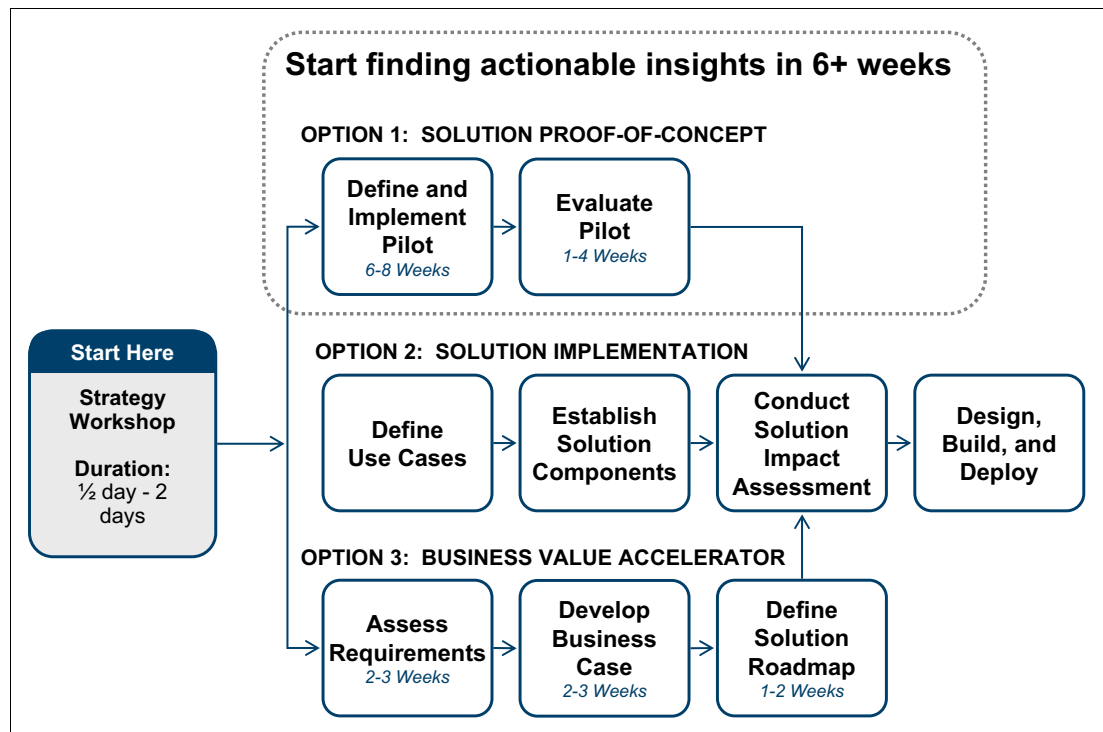 Start finding actionable insights in 6+ weeks
OPTION 1: SOLUTION PROOF-OF-CONCEPT
Define and
Implement
Pilot
6-8 Weeks
Evaluate
Pilot
1-4 Weeks
Start Here
Strategy
Workshop
Duration:
½ day - 2
days
OPTION 2: SOLUTION IMPLEMENTATION
Define
Use Cases
Establish
Solution
Components
Conduct
Solution
Impact
Assessment
Design,
Build, and
Deploy
OPTION 3: BUSINESS VALUE ACCELERATOR
Assess
Requirements
2-3 Weeks
Develop
Business
Case
2-3 Weeks
Define
Solution
Roadmap
1-2 Weeks